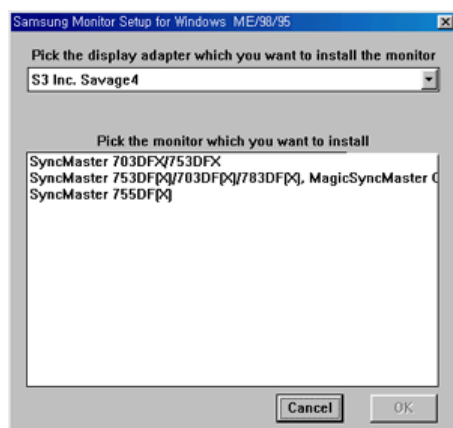 Samsung Monitor Setup for Windows ME/98/95
Pick the display adapter which you want to install the monitor
S3 Inc. Savage4
Pick the monitor which you want to install
SyncMaster 703DFX/753DFX
SyncMaster 753DF[X]/703DF[X]/783DF[X], MagicSyncMaster
SyncMaster 755DF[X]
Cancel
OK